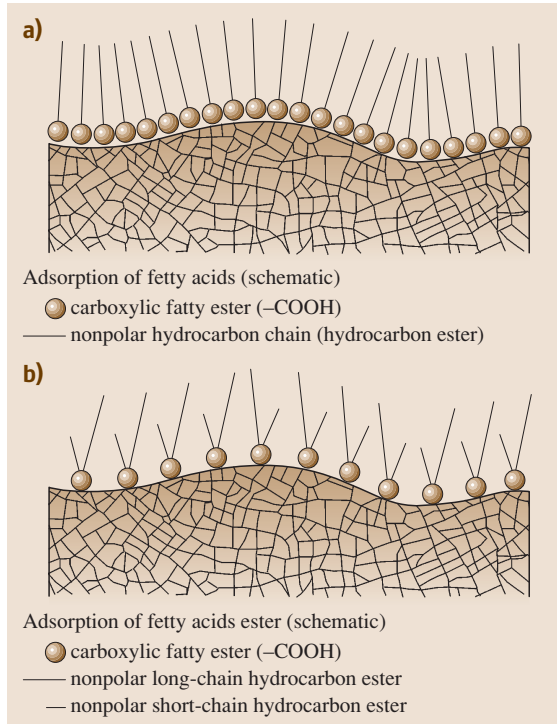 a)
Adsorption of fetty acids (schematic)
carboxylic fatty ester (–COOH)
nonpolar hydrocarbon chain (hydrocarbon ester)
b)
Adsorption of fetty acids ester (schematic)
carboxylic fatty ester (–COOH)
nonpolar long-chain hydrocarbon ester
nonpolar short-chain hydrocarbon ester